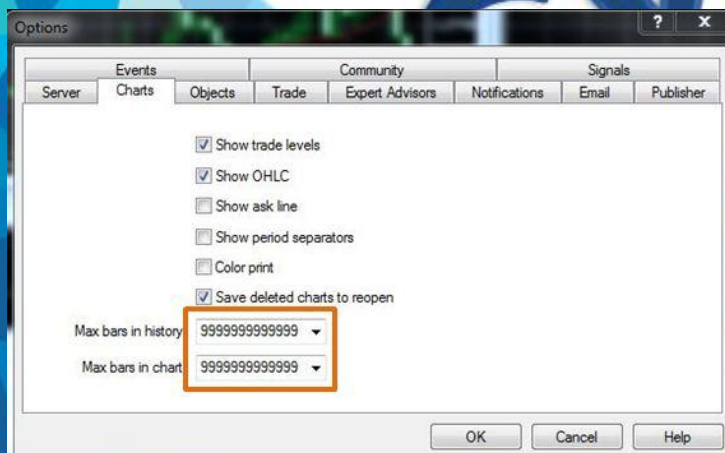 Options
? x
Events Community Signals
Server Charts Objects Trade Expert Advisors Notifications Email Publisher
Show trade levels
Show OHLC
Show ask line
Show period separators
Color print
Save deleted charts to reopen
Max bars in history 9999999999999
Max bars in chart 9999999999999
OK Cancel Help